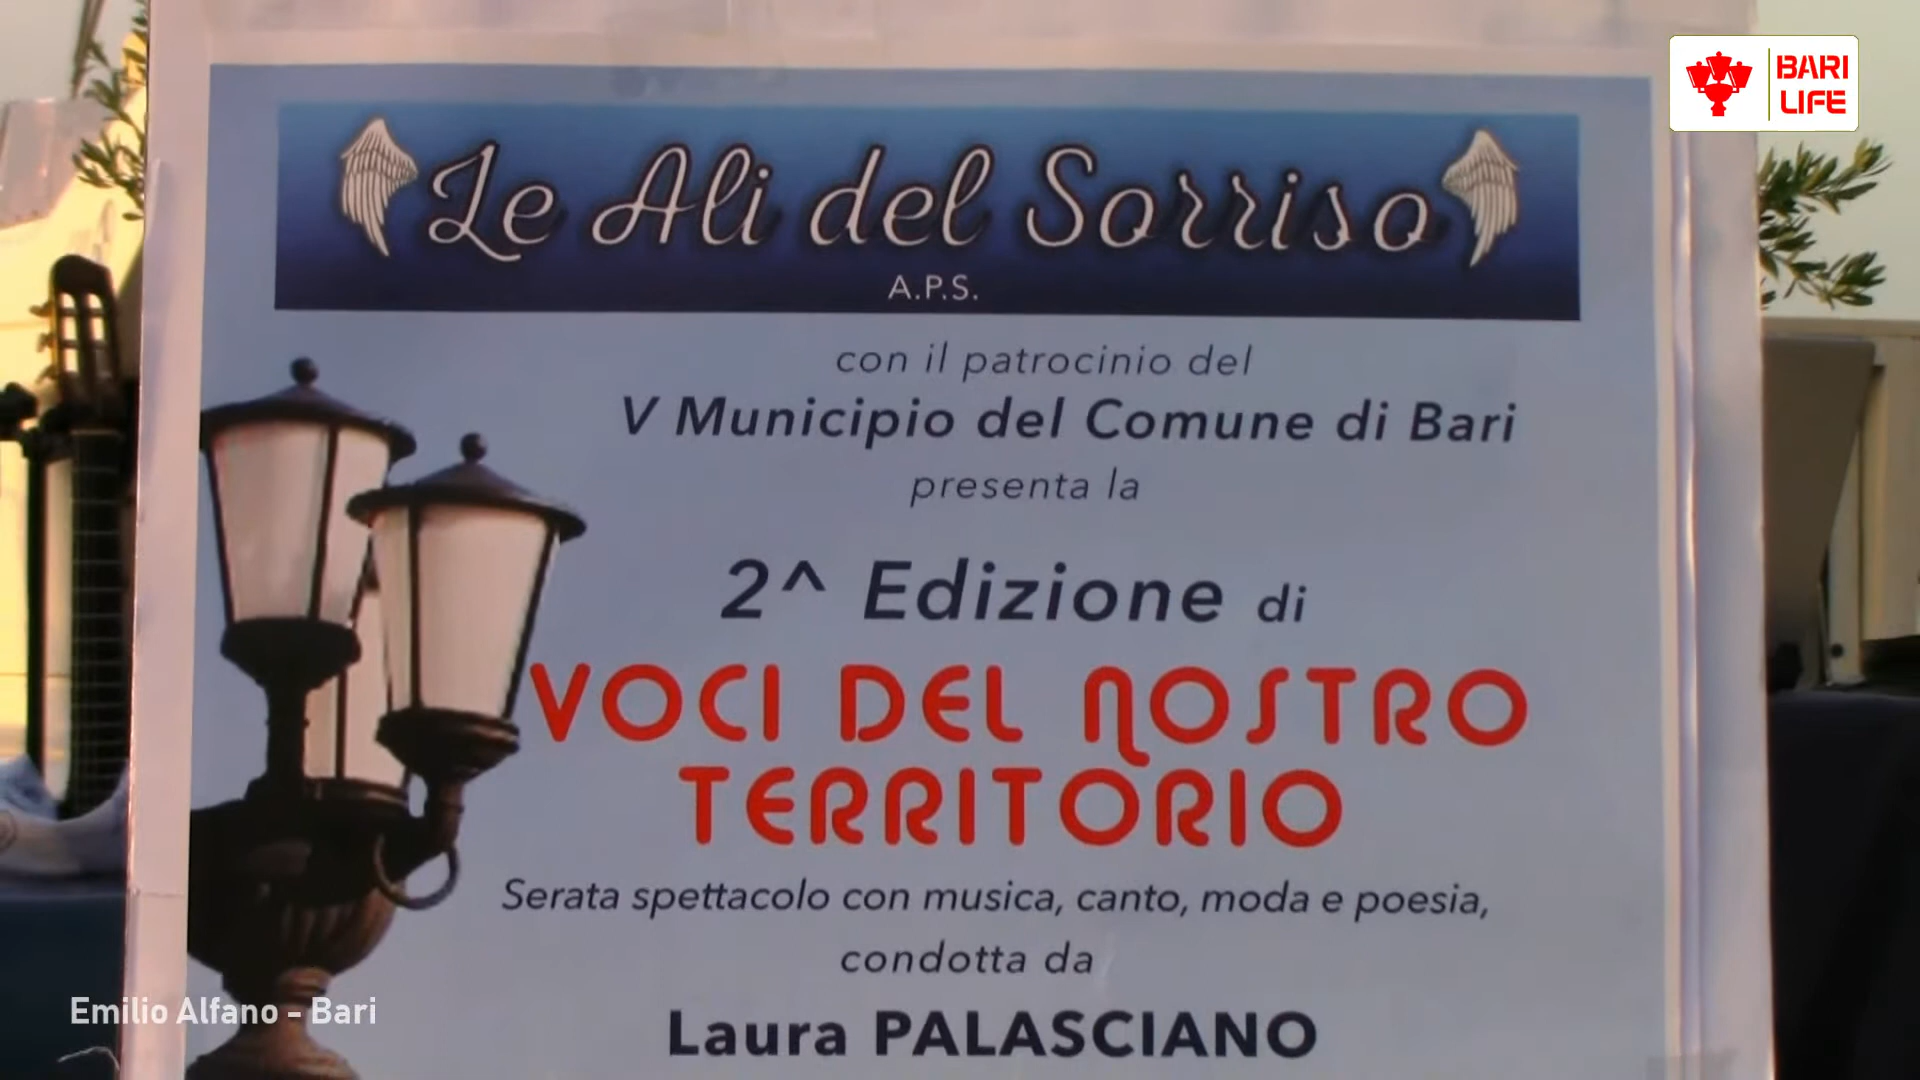 BARI
LIFE
Le Ali del Sorriso
A.P.S.
con il patrocinio del
V Municipio del Comune di Bari
presenta la
2^ Edizione di
VOCI DEL NOSTRO
TERRITORIO
Serata spettacolo con musica, canto, moda e poesia,
condotta da
Laura PALASCIANO
Emilio Alfano - Bari